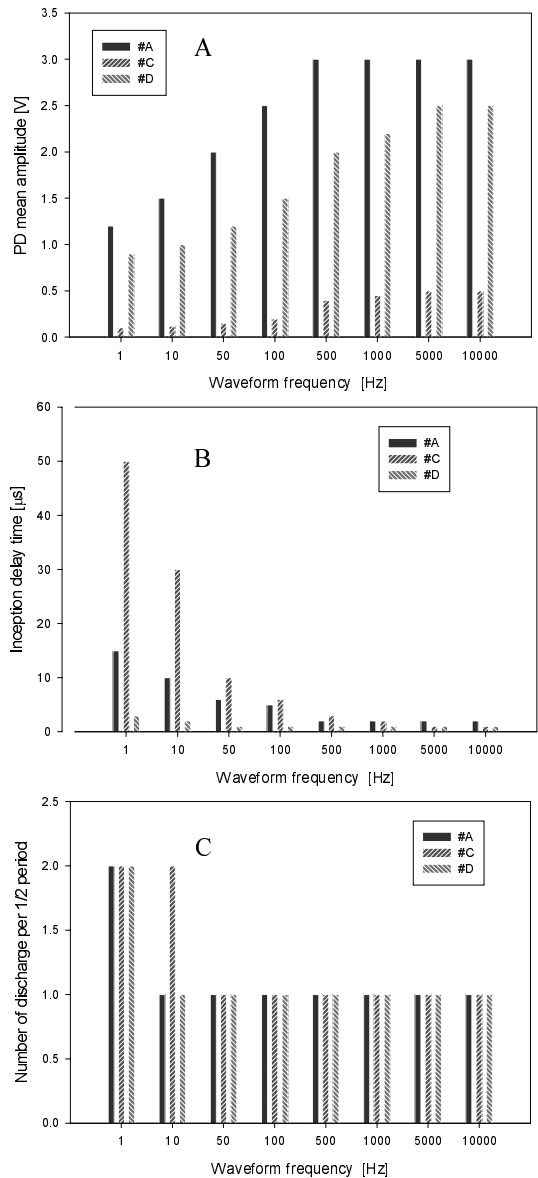 A
#A
#C
#D
PD mean amplitude [V]
3.5
3.0
2.5
2.0
1.5
1.0
0.5
0.0
1 10 50 100 500 1000 5000 10000
Waveform frequency [Hz]
B
#A
#C
#D
Inception delay time [µs]
60
50
40
30
20
10
0
1 10 50 100 500 1000 5000 10000
Waveform frequency [Hz]
C
#A
#C
#D
Number of discharge per 1/2 period
2.5
2.0
1.5
1.0
0.5
0.0
1 10 50 100 500 1000 5000 10000
Waveform frequency [Hz]